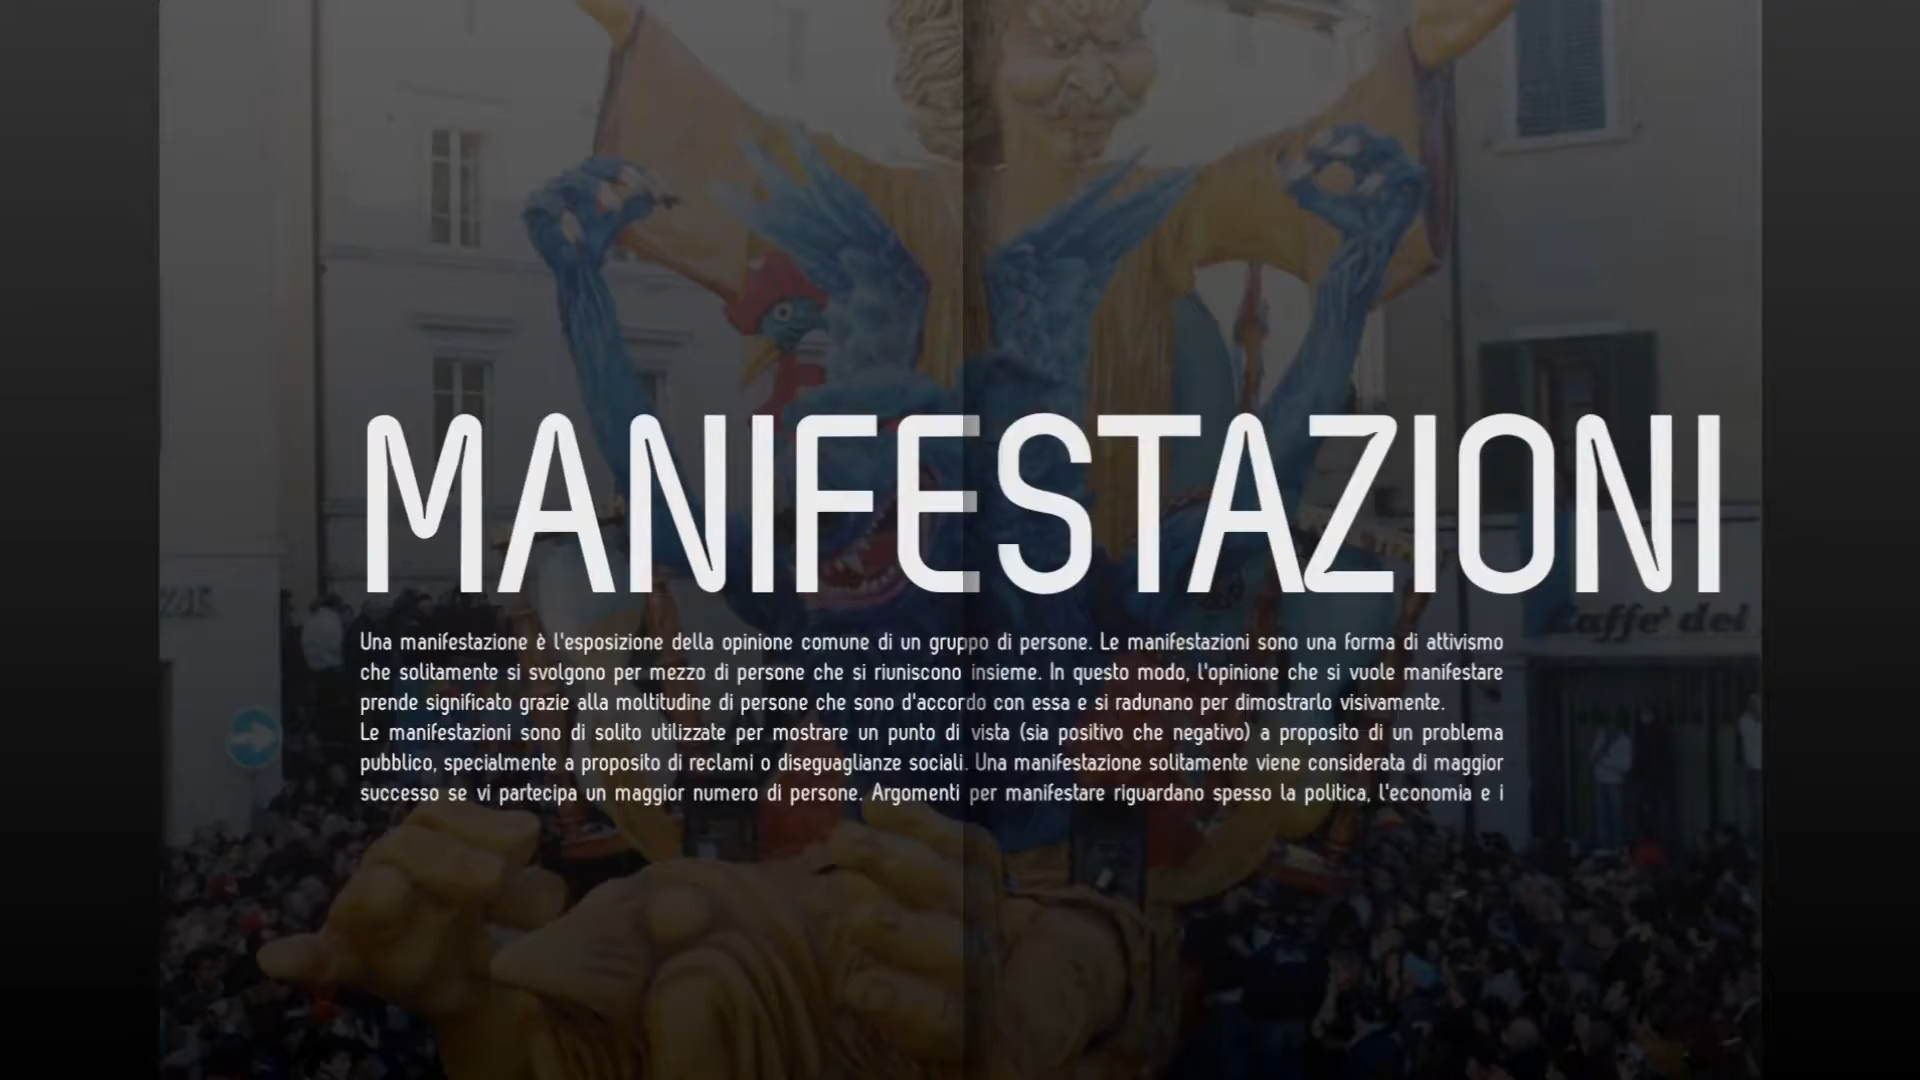 MANIFESTAZIONI
Una manifestazione è l'esposizione della opinione comune di un gruppo di persone. Le manifestazioni sono una forma di attivismo
che solitamente si svolgono per mezzo di persone che si riuniscono insieme. In questo modo, l'opinione che si vuole manifestare
prende significato grazie alla moltitudine di persone che sono d'accordo con essa e si radunano per dimostrarlo visivamente.
Le manifestazioni sono di solito utilizzate per mostrare un punto di vista (sia positivo che negativo) a proposito di un problema
pubblico, specialmente a proposito di reclami o diseguaglianze sociali. Una manifestazione solitamente viene considerata di maggior
successo se vi partecipa un maggior numero di persone. Argomenti per manifestare riguardano spesso la politica, l'economia e i
Caffe' del